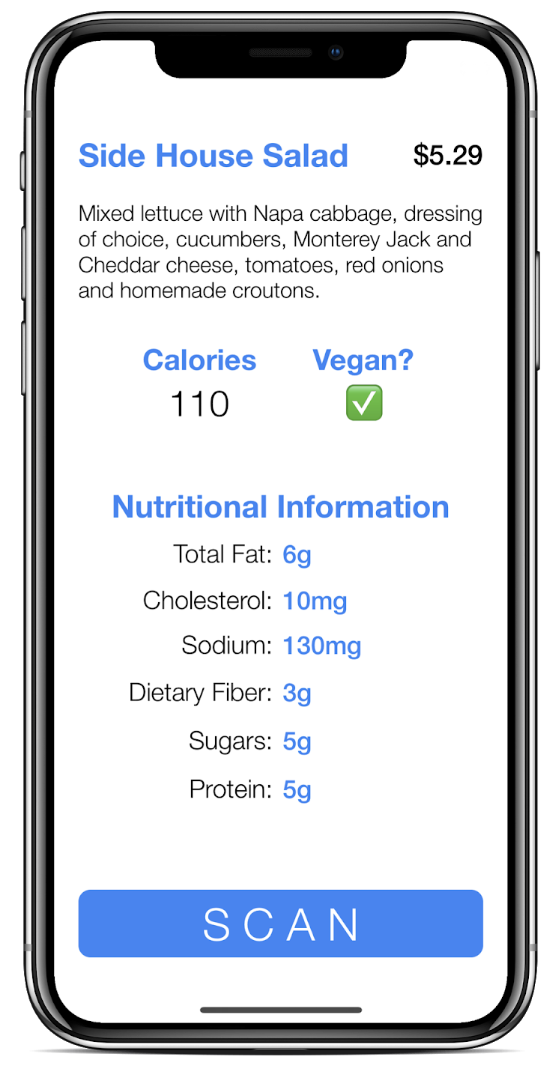 Side House Salad $5.29
Mixed lettuce with Napa cabbage, dressing
of choice, cucumbers, Monterey Jack and
Cheddar cheese, tomatoes, red onions
and homemade croutons.
Calories Vegan?
110 ✅
Nutritional Information
Total Fat: 6g
Cholesterol: 10mg
Sodium: 130mg
Dietary Fiber: 3g
Sugars: 5g
Protein: 5g
SCAN